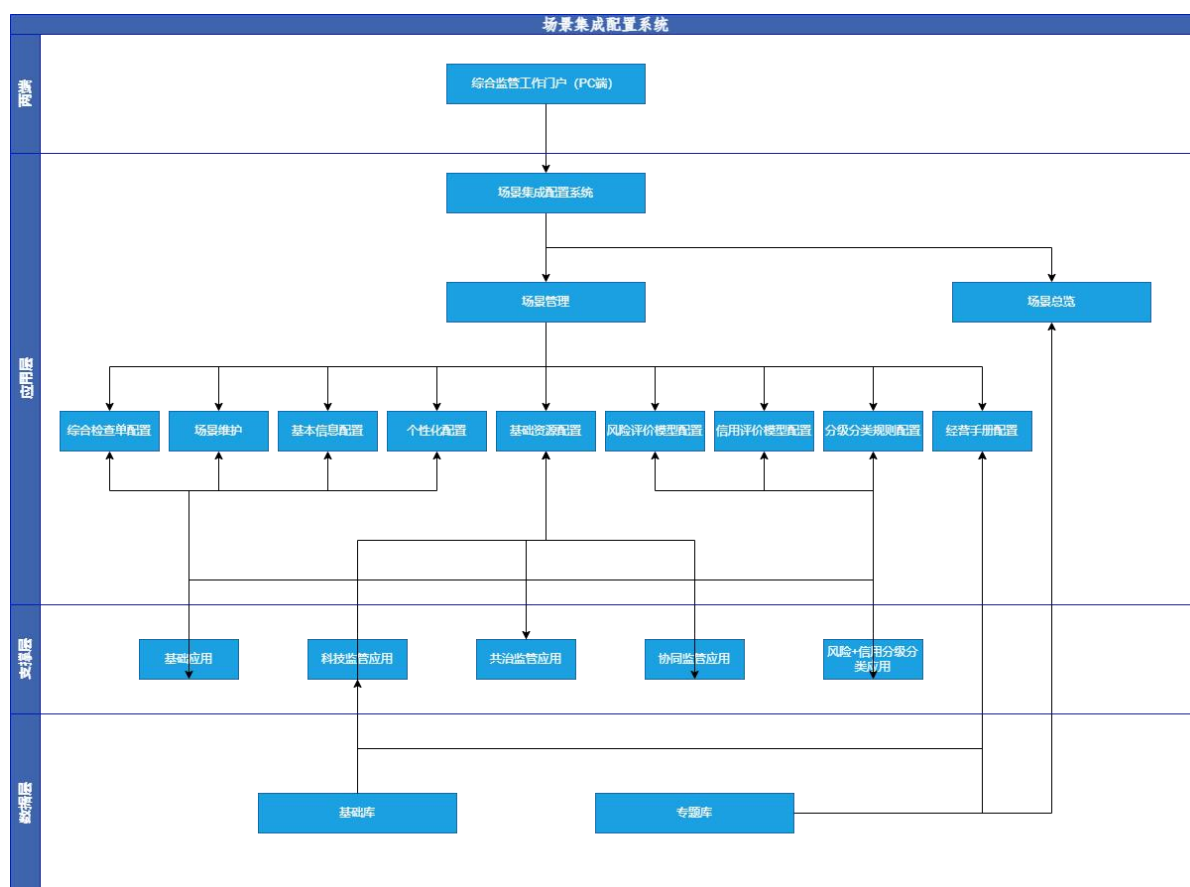 场景集成配置系统
两端
综合监管工作门户（PC端）
应用层
场景集成配置系统
场景管理
场景总览
综合检查单配置
场景维护
基本信息配置
个性化配置
基础资源配置
风险评价模型配置
信用评价模型配置
分级分类规则配置
经营手册配置
支撑层
基础应用
科技监管应用
共治监管应用
协同监管应用
风险+信用分级分
类应用
数据层
基础库
专题库